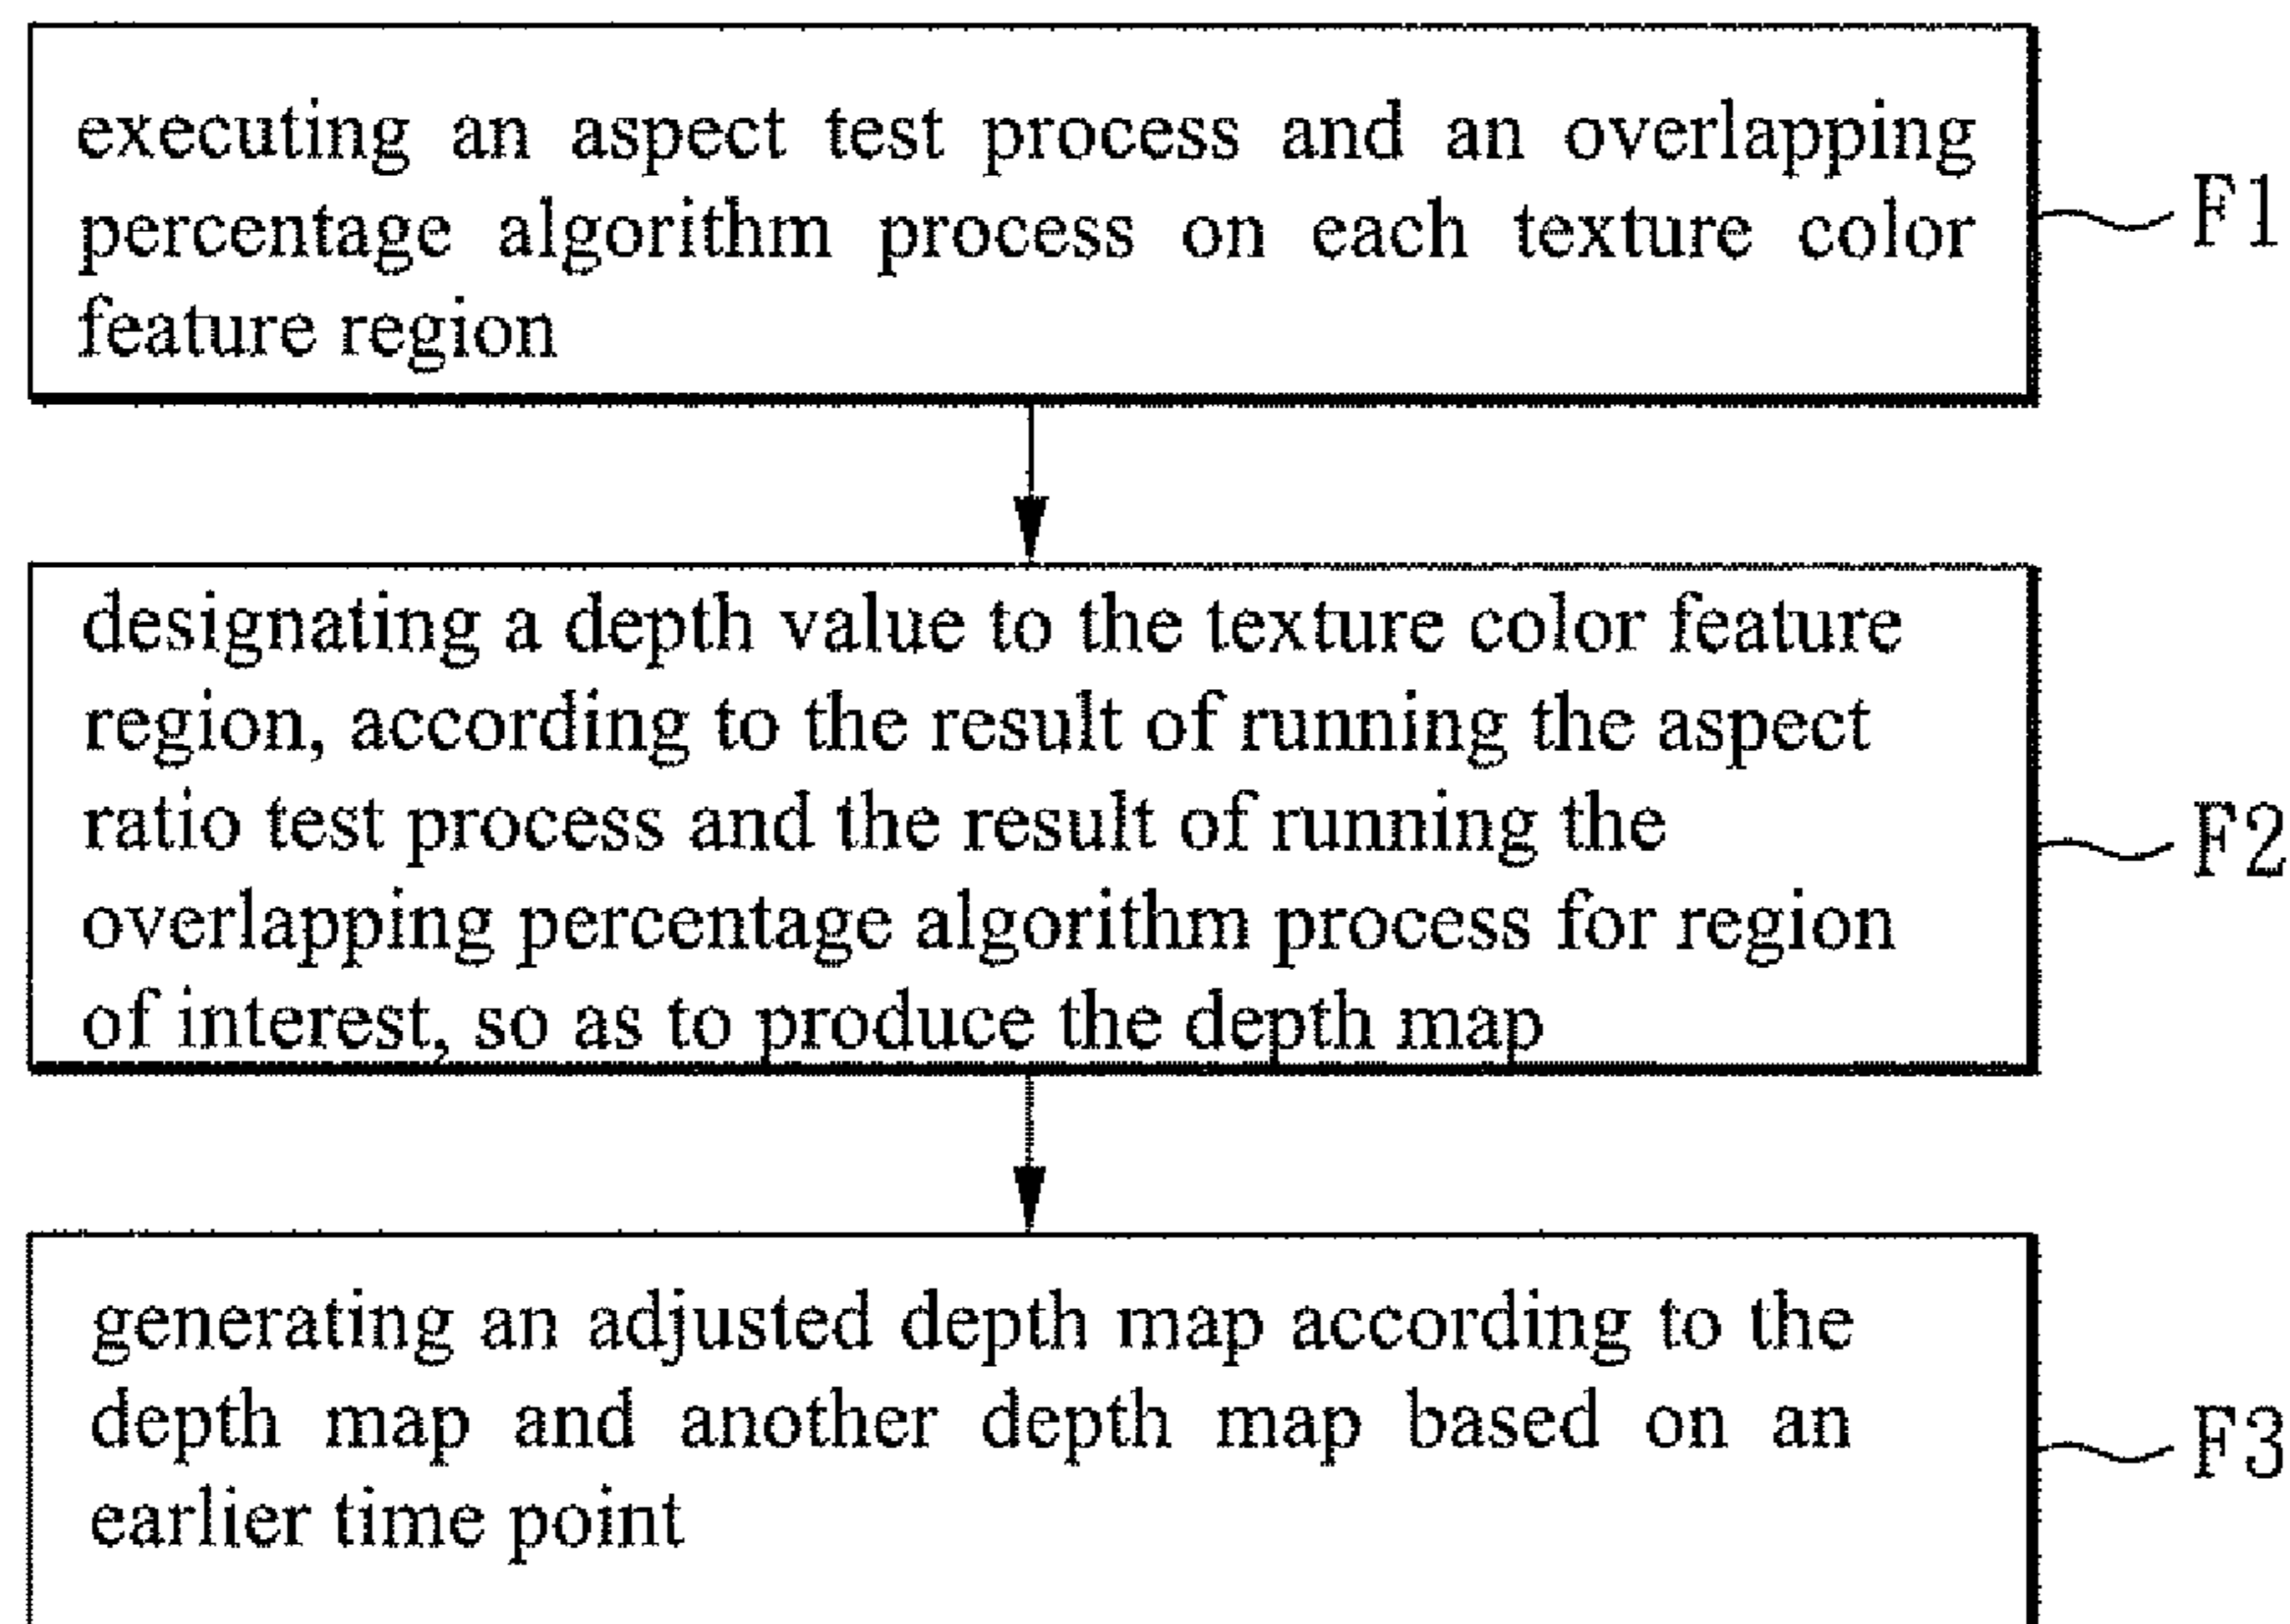 executing an aspect test process and an overlapping
percentage algorithm process on each texture color
feature region
F1
designating a depth value to the texture color feature
region, according to the result of running the aspect
ratio test process and the result of running the
overlapping percentage algorithm process for region
of interest, so as to produce the depth map
F2
generating an adjusted depth map according to the
depth map and another depth map based on an
earlier time point
F3